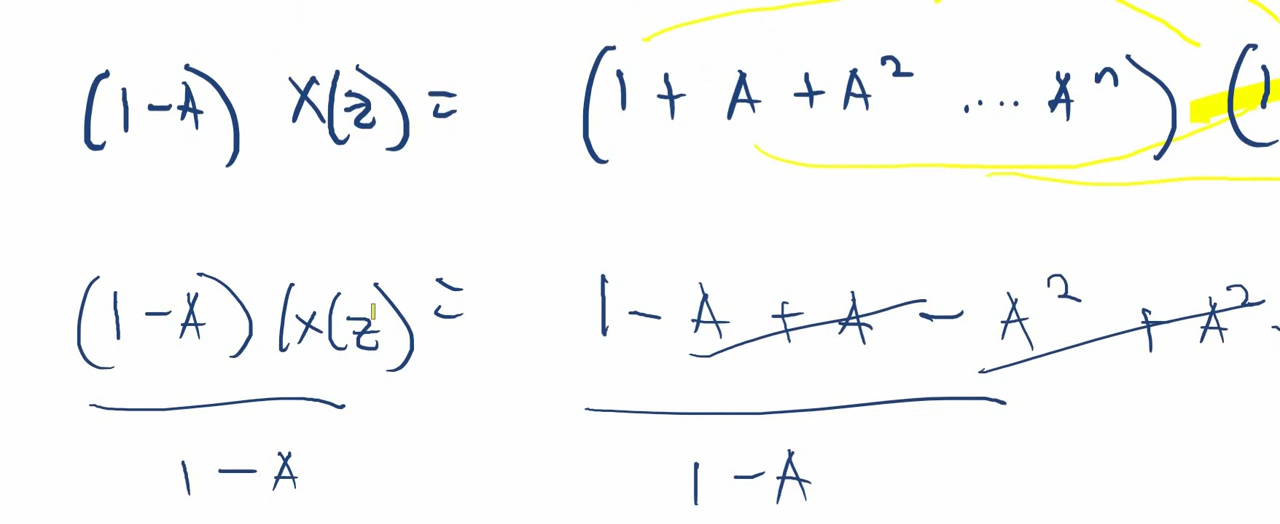 (1-A) X(z) = (1 + A + A² .... Aⁿ) (1
(1-A) (X(z) = 1 - A + A - A² + A² -
1-A 1-A